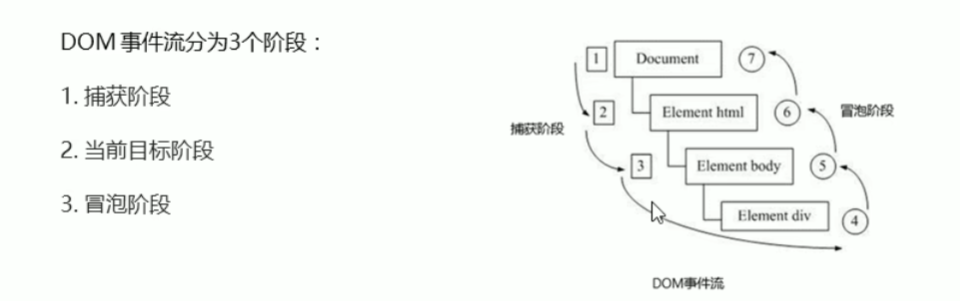 DOM 事件流分为3个阶段：
1. 捕获阶段
2. 当前目标阶段
3. 冒泡阶段
1 Document 7
2 Element html 6
捕获阶段
冒泡阶段
3 Element body 5
Element div 4
DOM事件流